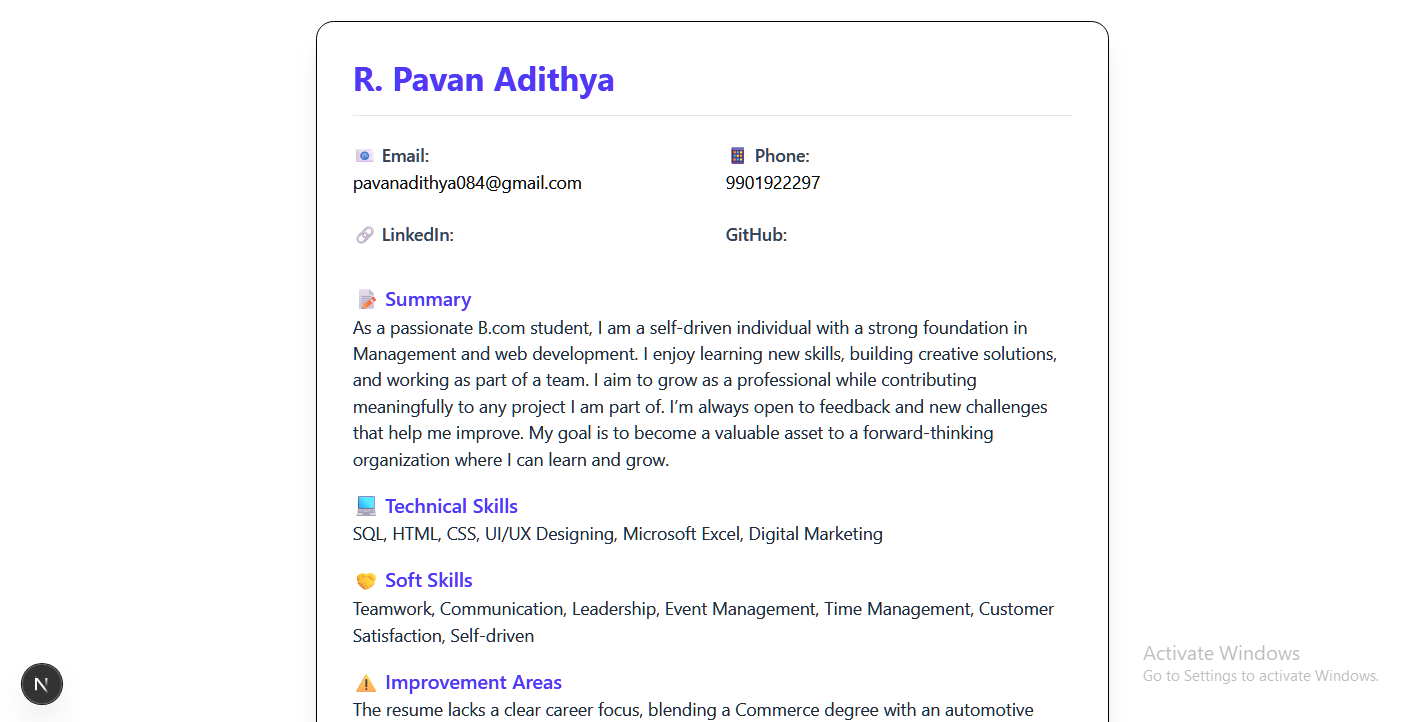 R. Pavan Adithya
Email:
pavanadithya084@gmail.com
Phone:
9901922297
LinkedIn:
GitHub:
Summary
As a passionate B.com student, I am a self-driven individual with a strong foundation in
Management and web development. I enjoy learning new skills, building creative solutions,
and working as part of a team. I aim to grow as a professional while contributing
meaningfully to any project I am part of. I’m always open to feedback and new challenges
that help me improve. My goal is to become a valuable asset to a forward-thinking
organization where I can learn and grow.
Technical Skills
SQL, HTML, CSS, UI/UX Designing, Microsoft Excel, Digital Marketing
Soft Skills
Teamwork, Communication, Leadership, Event Management, Time Management, Customer
Satisfaction, Self-driven
Improvement Areas
The resume lacks a clear career focus, blending a Commerce degree with an automotive
N
Activate Windows
Go to Settings to activate Windows.